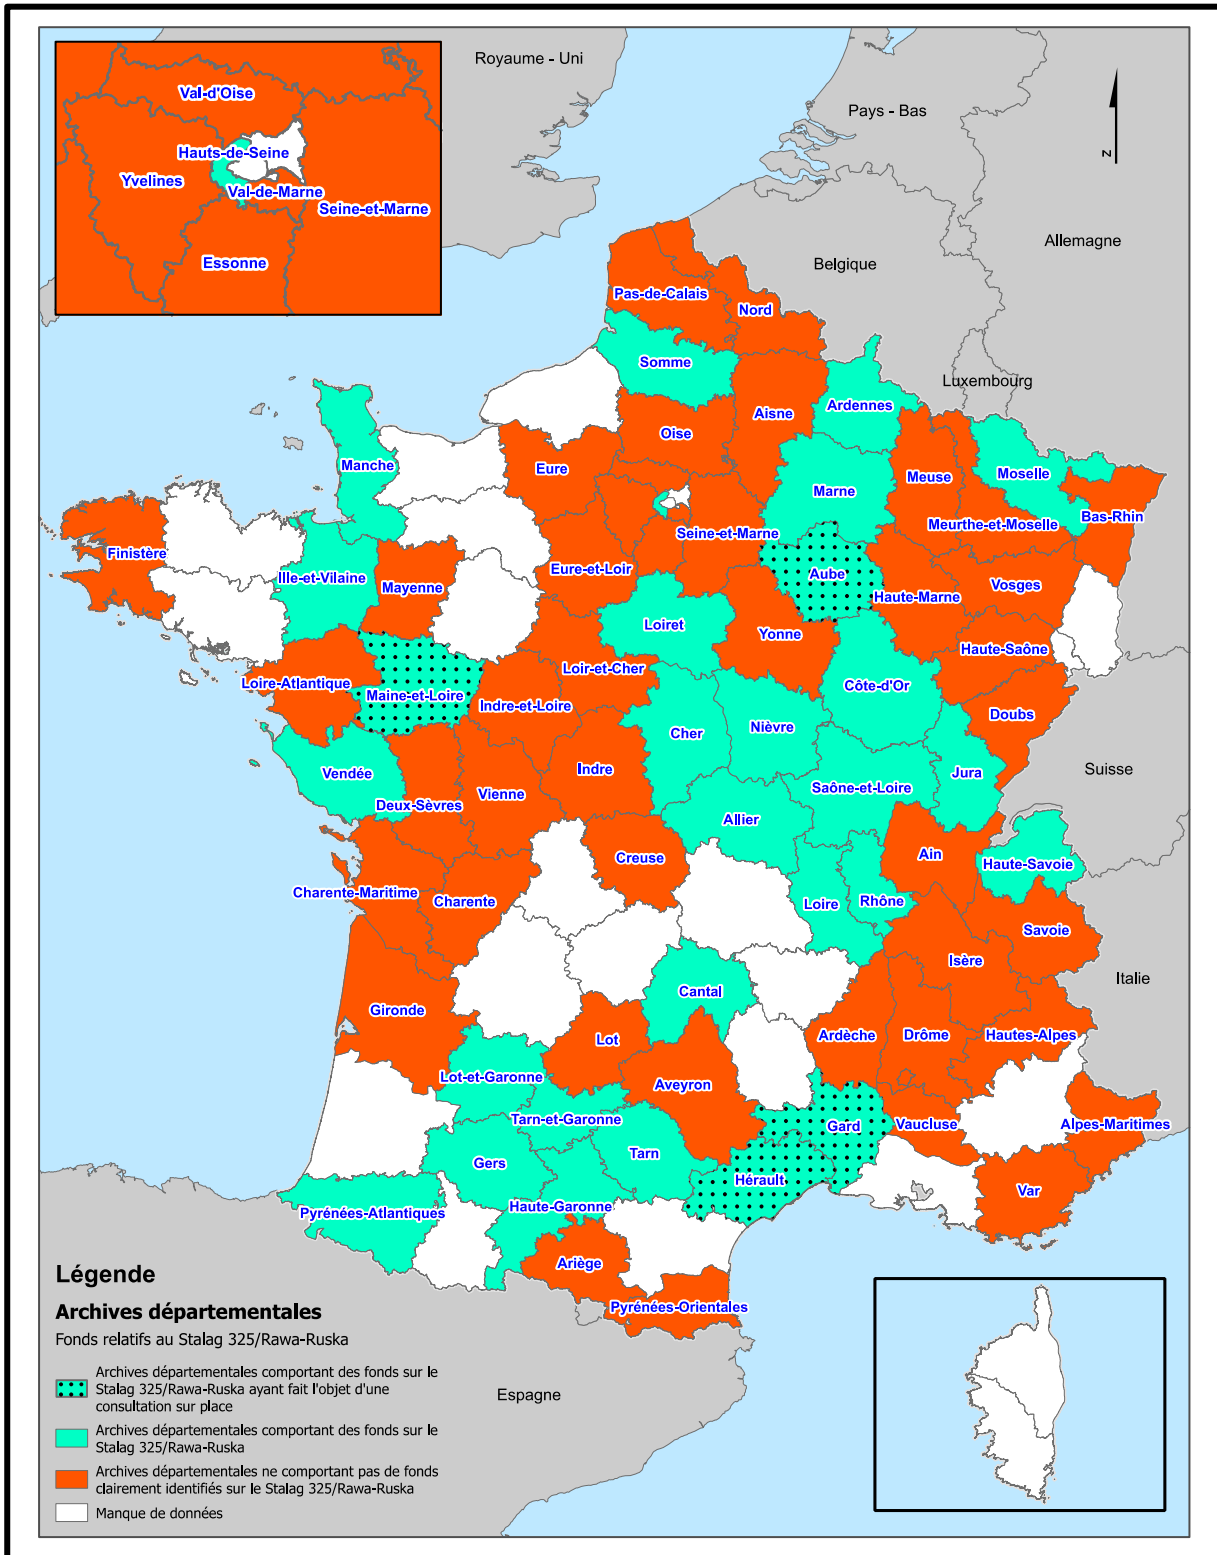 Royaume - Uni
Pays - Bas
Allemagne
Belgique
Luxembourg
Suisse
Italie
Espagne
N
Val-d'Oise
Hauts-de-Seine
Yvelines
Val-de-Marne
Seine-et-Marne
Essonne
Pas-de-Calais
Nord
Somme
Aisne
Ardennes
Oise
Manche
Eure
Marne
Meuse
Moselle
Meurthe-et-Moselle
Bas-Rhin
Seine-et-Marne
Finistère
Ille-et-Vilaine
Mayenne
Eure-et-Loir
Aube
Haute-Marne
Vosges
Loiret
Yonne
Haute-Saône
Loir-et-Cher
Loire-Atlantique
Maine-et-Loire
Indre-et-Loire
Côte-d'Or
Doubs
Cher
Nièvre
Vendée
Deux-Sèvres
Vienne
Indre
Saône-et-Loire
Jura
Allier
Creuse
Ain
Haute-Savoie
Charente-Maritime
Charente
Loire
Rhône
Savoie
Isère
Cantal
Gironde
Lot
Ardèche
Drôme
Hautes-Alpes
Lot-et-Garonne
Aveyron
Tarn-et-Garonne
Gard
Vaucluse
Alpes-Maritimes
Gers
Tarn
Hérault
Var
Pyrénées-Atlantiques
Haute-Garonne
Ariège
Pyrénées-Orientales
Légende
Archives départementales
Fonds relatifs au Stalag 325/Rawa-Ruska
Archives départementales comportant des fonds sur le
Stalag 325/Rawa-Ruska ayant fait l'objet d'une
consultation sur place
Archives départementales comportant des fonds sur le
Stalag 325/Rawa-Ruska
Archives départementales ne comportant pas de fonds
clairement identifiés sur le Stalag 325/Rawa-Ruska
Manque de données